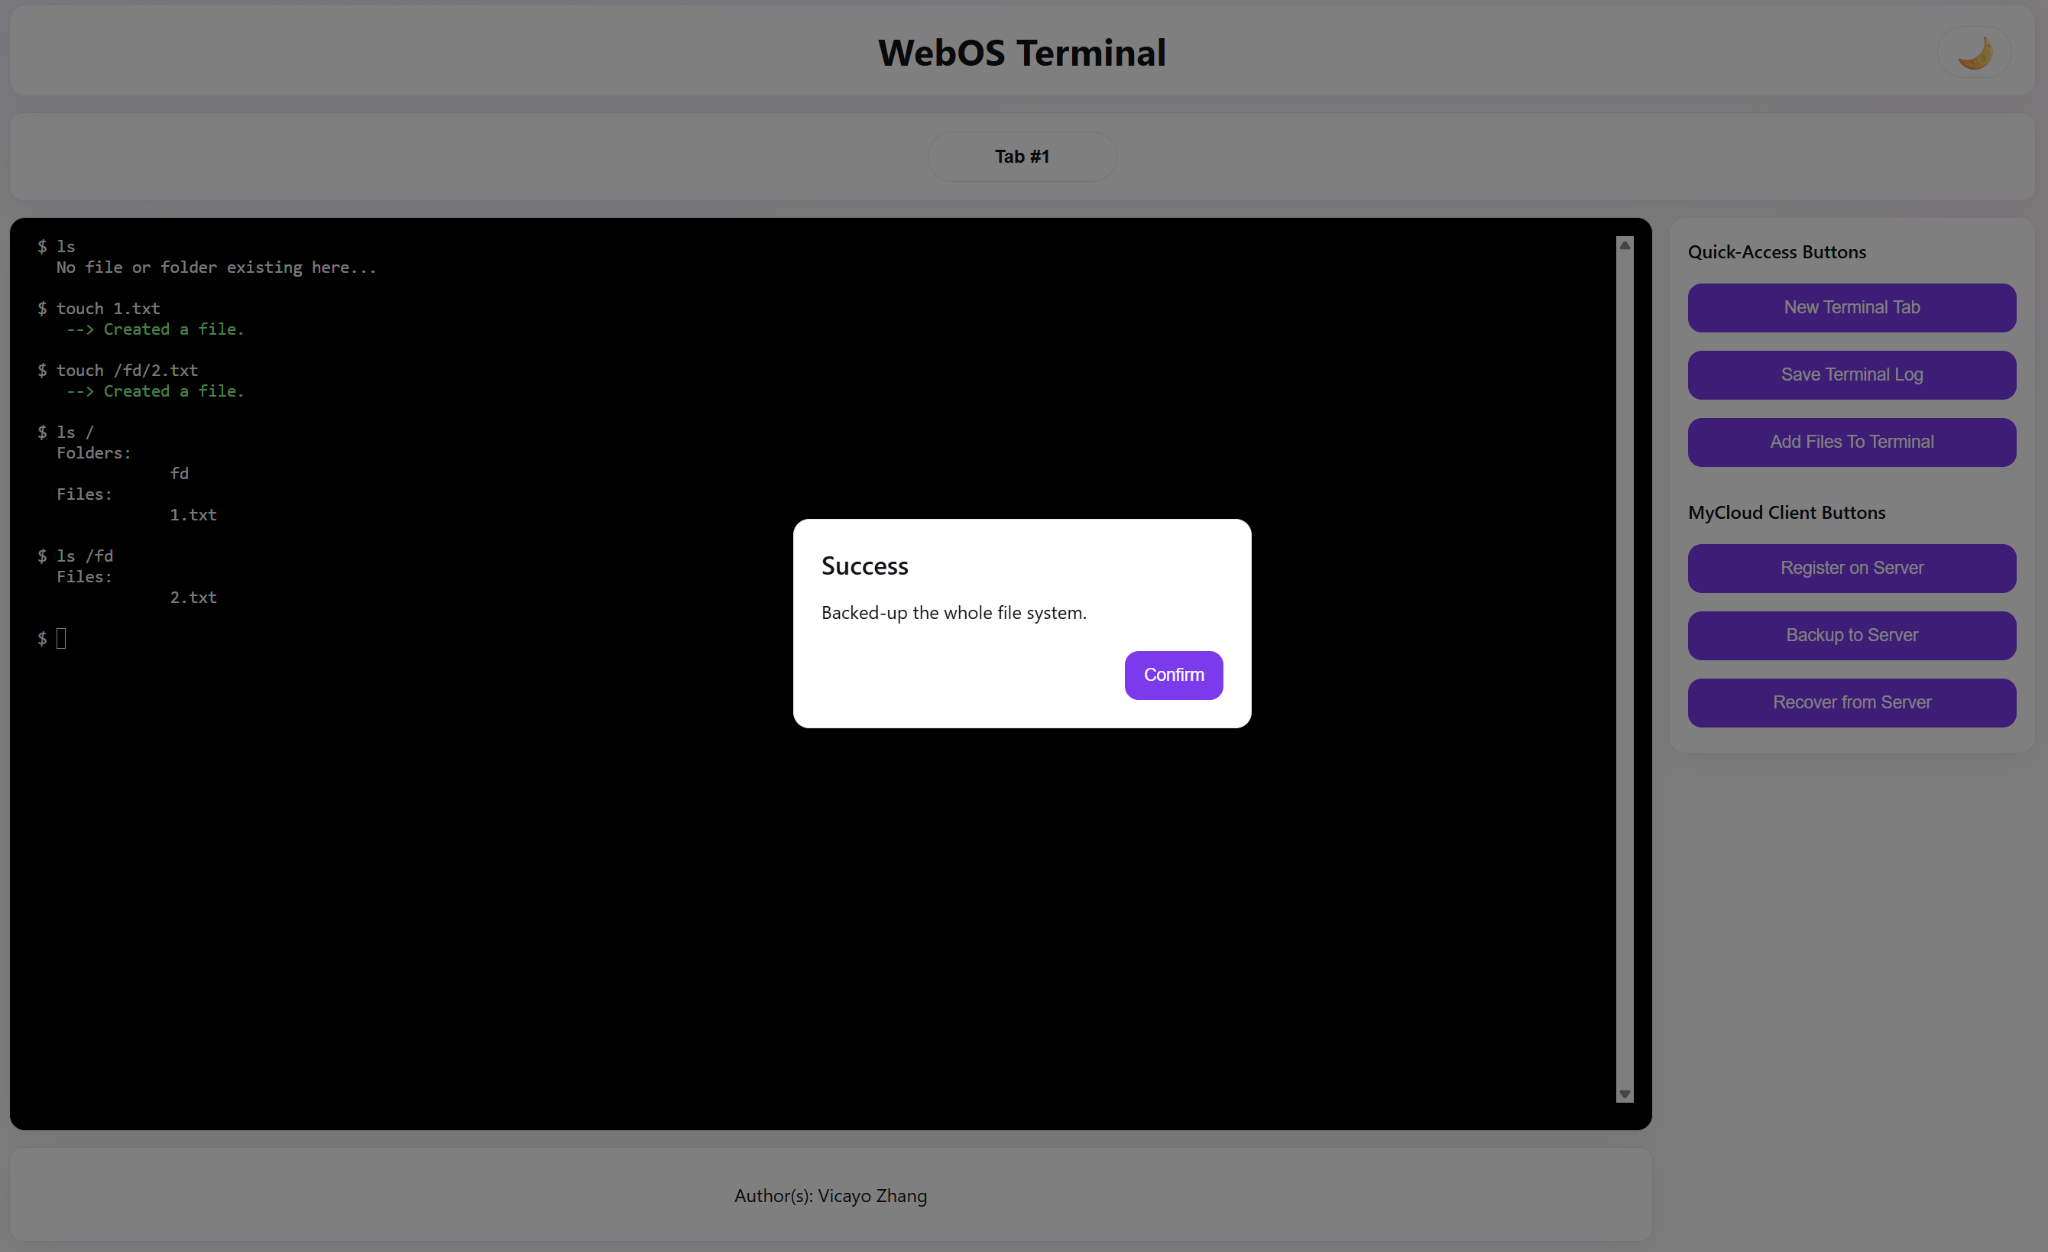 WebOS Terminal
Tab #1
$ ls
No file or folder existing here...
$ touch 1.txt
--> Created a file.
$ touch /fd/2.txt
--> Created a file.
$ ls /
Folders:
fd
Files:
1.txt
$ ls /fd
Files:
2.txt
$
Success
Backed-up the whole file system.
Confirm
Quick-Access Buttons
New Terminal Tab
Save Terminal Log
Add Files To Terminal
MyCloud Client Buttons
Register on Server
Backup to Server
Recover from Server
Author(s): Vicayo Zhang